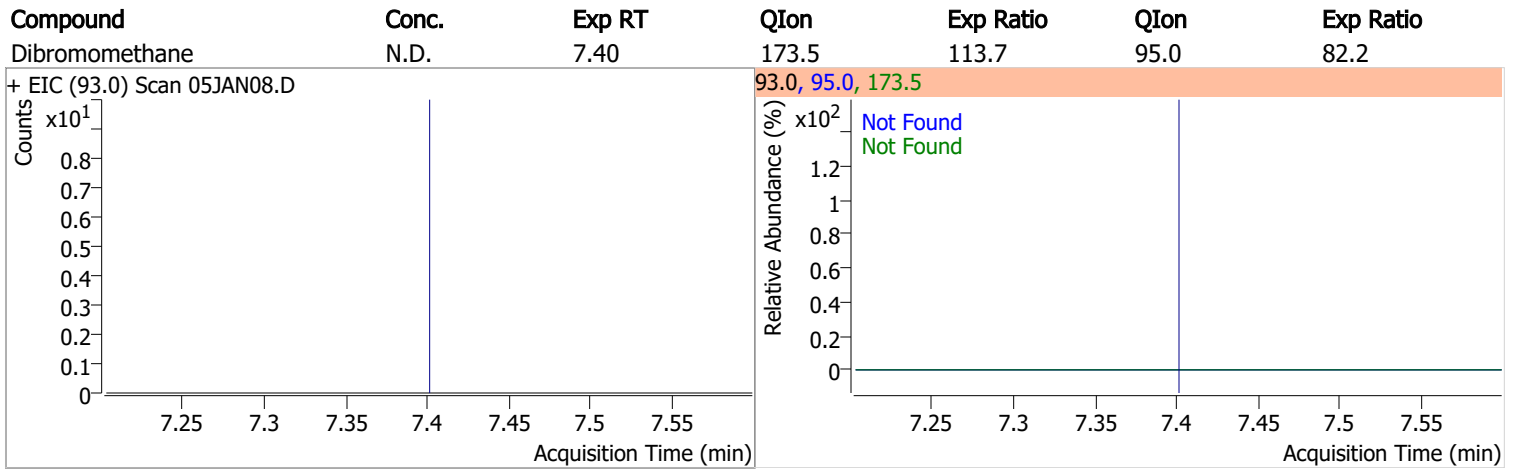 Compound Conc. Exp RT QIon Exp Ratio QIon Exp Ratio
Dibromomethane N.D. 7.40 173.5 113.7 95.0 82.2
+ EIC (93.0) Scan 05JAN08.D
Counts
x10¹
0.8
0.7
0.6
0.5
0.4
0.3
0.2
0.1
0
7.25 7.3 7.35 7.4 7.45 7.5 7.55
Acquisition Time (min)
93.0, 95.0, 173.5
Relative Abundance (%)
x10²
Not Found
Not Found
1.2
1
0.8
0.6
0.4
0.2
0
7.25 7.3 7.35 7.4 7.45 7.5 7.55
Acquisition Time (min)